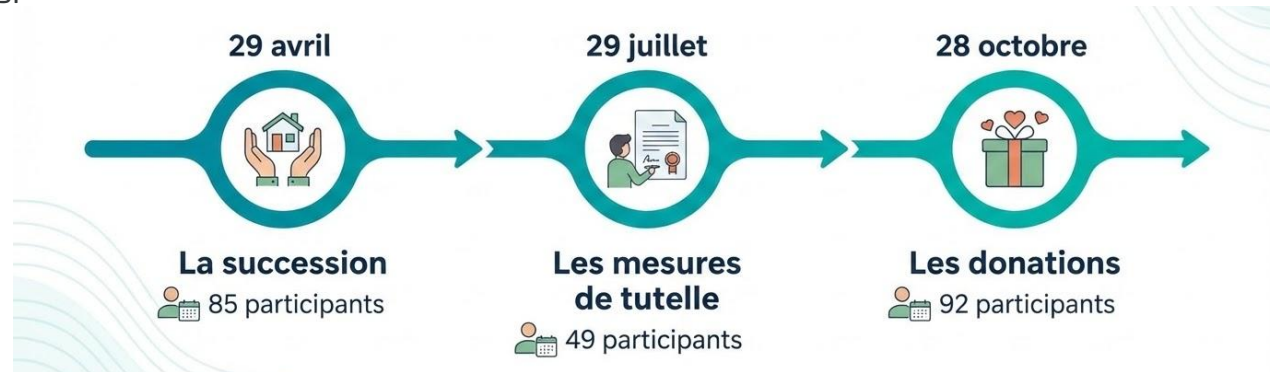 29 avril
29 juillet
28 octobre
La succession
85 participants
Les mesures
de tutelle
49 participants
Les donations
92 participants